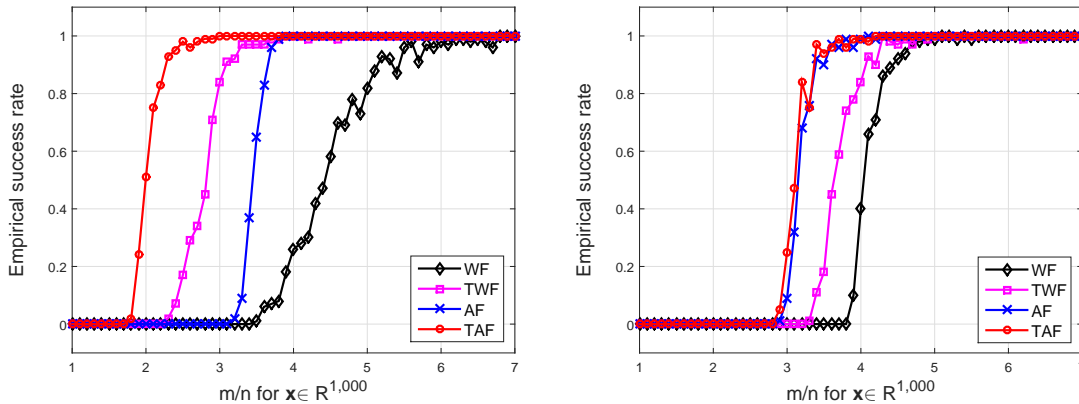 Empirical success rate
1
0.8
0.6
0.4
0.2
0
WF
TWF
AF
TAF
1 2 3 4 5 6 7
m/n for x∈ R^1,000
Empirical success rate
1
0.8
0.6
0.4
0.2
0
WF
TWF
AF
TAF
1 2 3 4 5 6 7
m/n for x∈ R^1,000